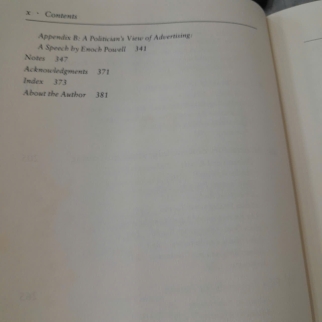 x · Contents
Appendix B: A Politician's View of Advertising:
A Speech by Enoch Powell 341
Notes 347
Acknowledgments 371
Index 373
About the Author 381